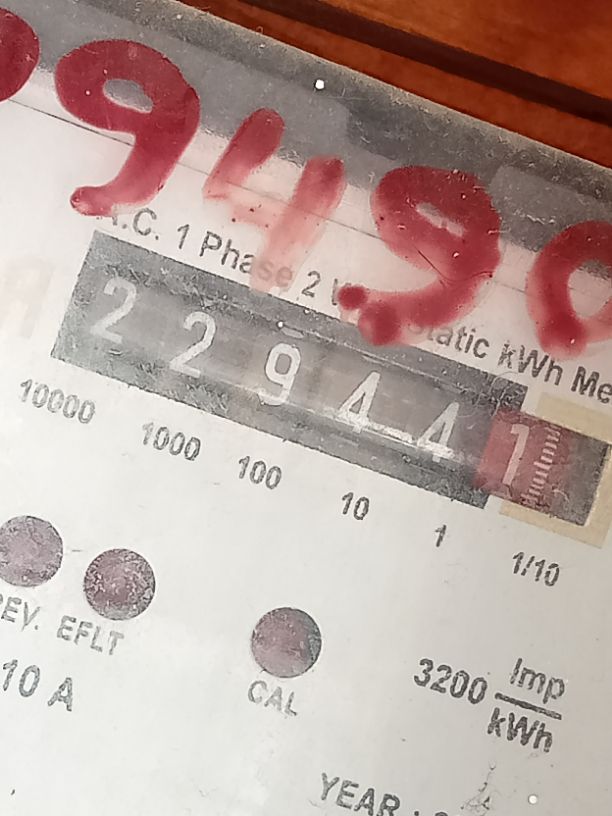 949
A.C. 1 Phase 2 Static kWh Me
2 2 9 4 4 1
10000 1000 100 10 1 1/10
REV. EFLT
CAL
10 A
3200 Imp/kWh
YEAR :